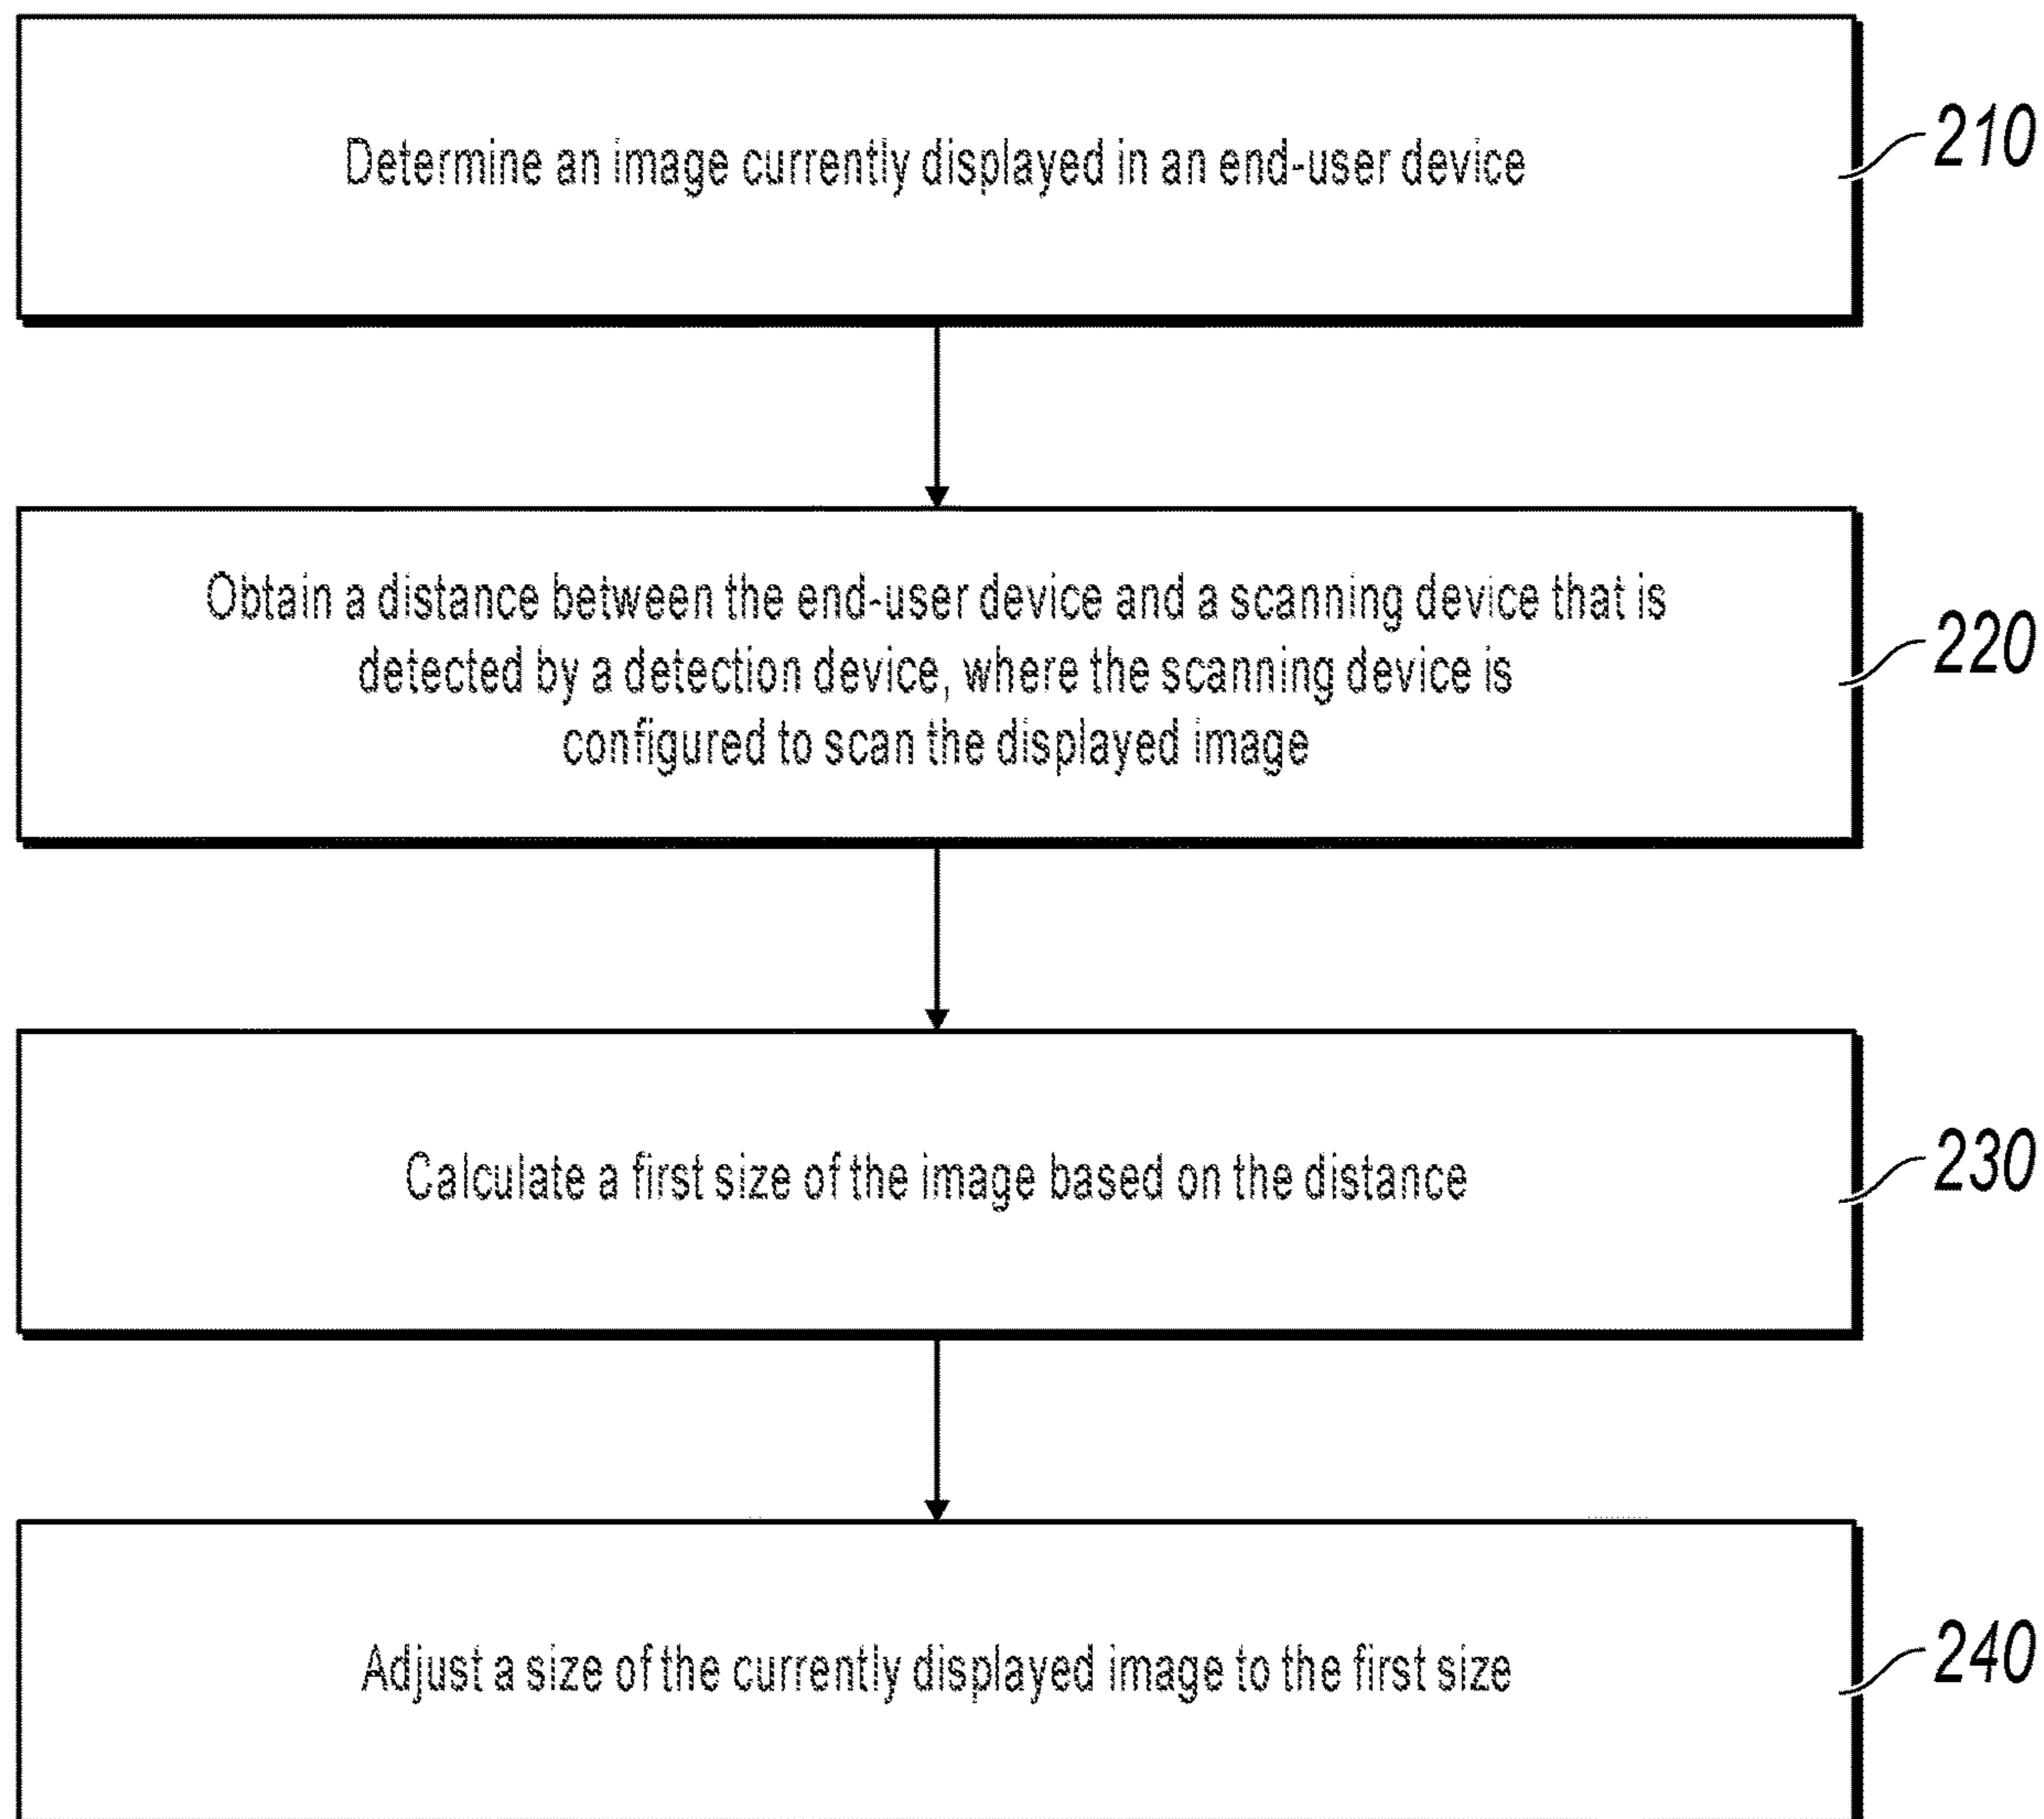 Determine an image currently displayed in an end-user device
210
Obtain a distance between the end-user device and a scanning device that is
detected by a detection device, where the scanning device is
configured to scan the displayed image
220
Calculate a first size of the image based on the distance
230
Adjust a size of the currently displayed image to the first size
240